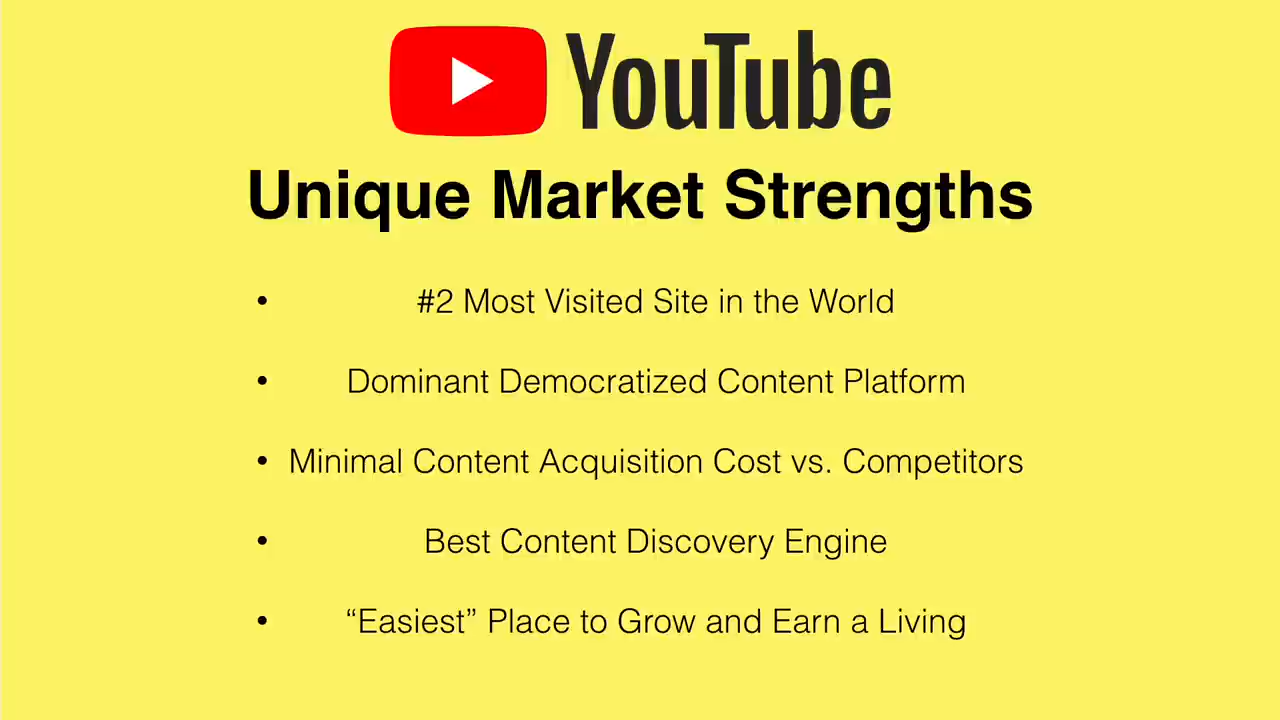 YouTube
Unique Market Strengths
• #2 Most Visited Site in the World
• Dominant Democratized Content Platform
• Minimal Content Acquisition Cost vs. Competitors
• Best Content Discovery Engine
• “Easiest” Place to Grow and Earn a Living